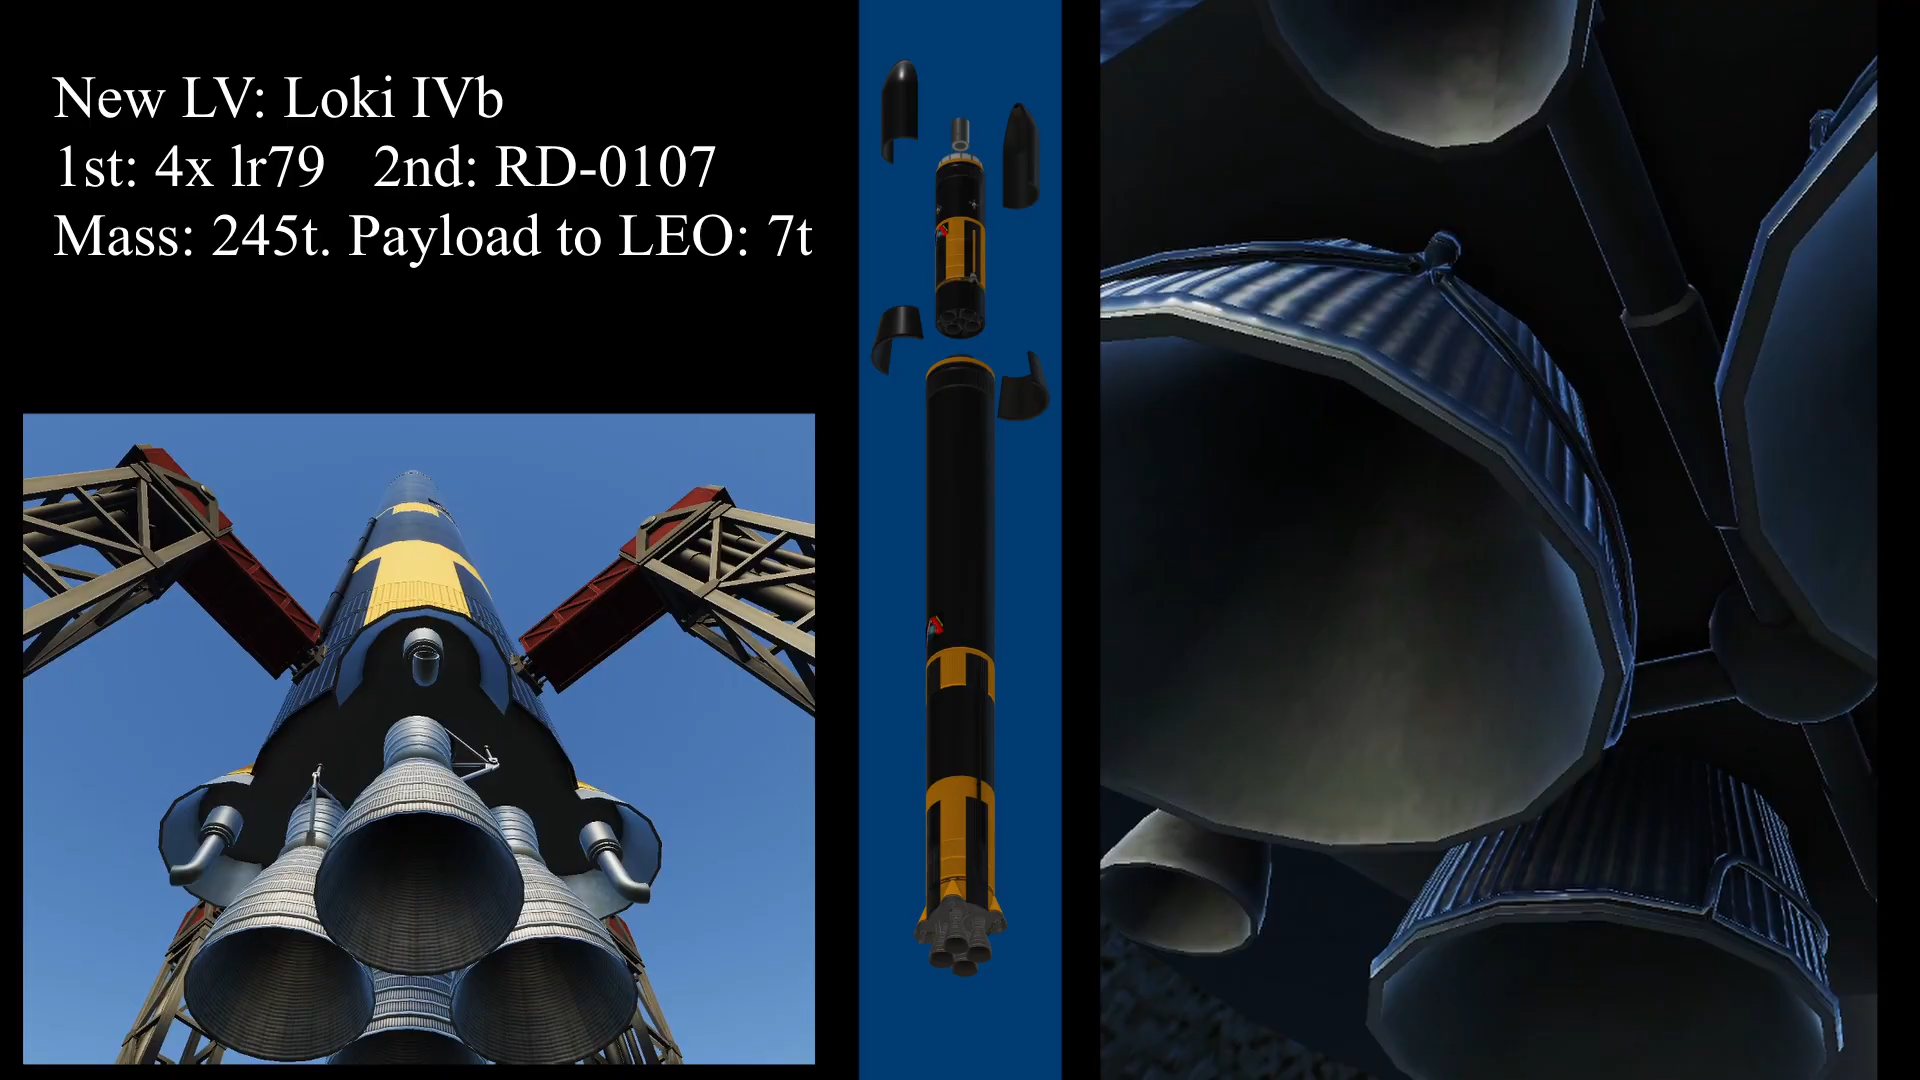 New LV: Loki IVb
1st: 4x lr79 2nd: RD-0107
Mass: 245t. Payload to LEO: 7t